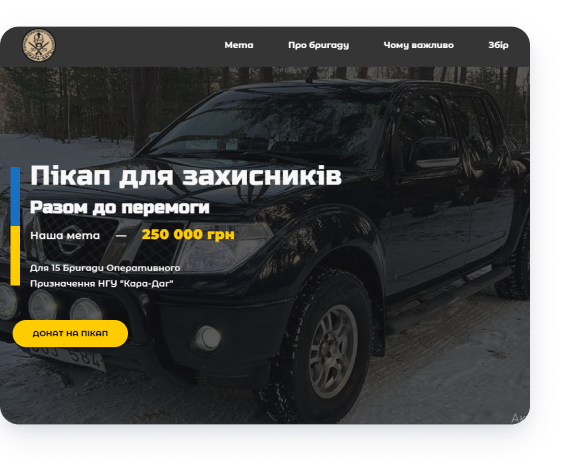 Мета Про бригаду Чому важливо Збір
Пікап для захисників
Разом до перемоги
Наша мета — 250 000 грн
Для 15 Бригади Оперативного
Призначення НГУ "Кара-Даг"
ДОНАТ НА ПІКАП